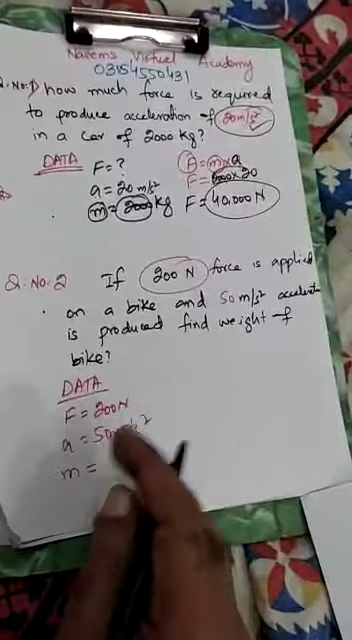 Naeems Virtual Academy
03154550431
Q.No:1) how much force is required
to produce acceleration of 20m/s²
in a car of 2000 kg?
DATA
F=?
a = 20m/s²
m = 2000 kg
F = m×a
F = 2000×20
F = 40,000 N
Q.No.2 If 200 N force is applied
on a bike and 50 m/s²
is produced find weight of
bike?
DATA
F = 200N
a = 50
m =